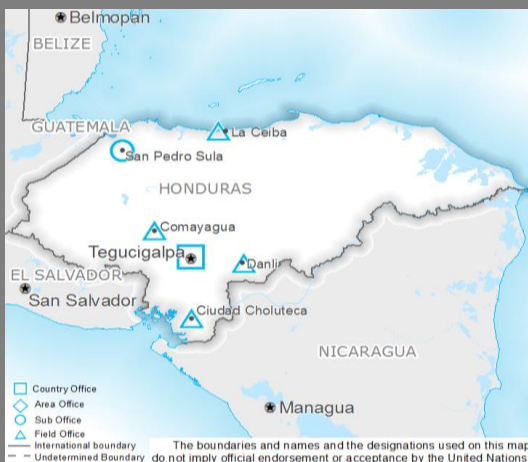 Belmopan
BELIZE
GUATEMALA
La Ceiba
San Pedro Sula
HONDURAS
Comayagua
Tegucigalpa
Danli
EL SALVADOR
San Salvador
Ciudad Choluteca
NICARAGUA
Managua
Country Office
Area Office
Sub Office
Field Office
International boundary
Undetermined Boundary
The boundaries and names and the designations used on this map
do not imply official endorsement or acceptance by the United Nations